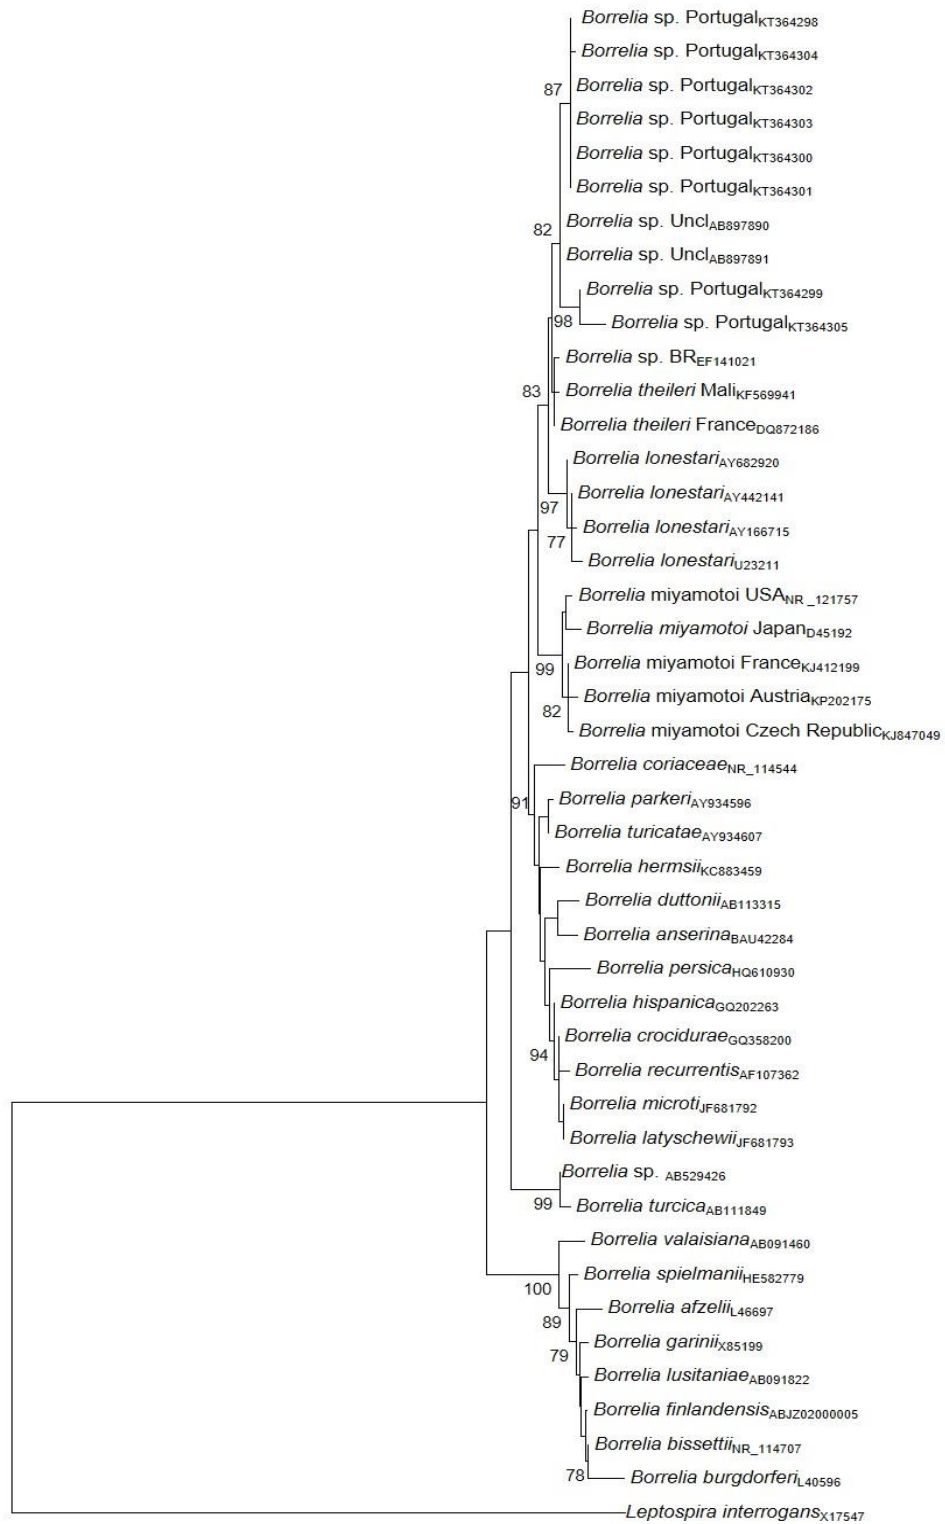 Borrelia sp. PortugalKT364298
Borrelia sp. PortugalKT364304
87
Borrelia sp. PortugalKT364302
Borrelia sp. PortugalKT364303
Borrelia sp. PortugalKT364300
Borrelia sp. PortugalKT364301
Borrelia sp. UnclAB897890
82
Borrelia sp. UnclAB897891
Borrelia sp. PortugalKT364299
98
Borrelia sp. PortugalKT364305
Borrelia sp. BREF141021
83
Borrelia theileri MaliKF569941
Borrelia theileri FranceDQ872186
Borrelia lonestariAY682920
Borrelia lonestariAY442141
97
Borrelia lonestariAY166715
77
Borrelia lonestariU23211
Borrelia miyamotoi USANR_121757
Borrelia miyamotoi JapanD45192
Borrelia miyamotoi FranceKJ412199
99
Borrelia miyamotoi AustriaKP202175
82
Borrelia miyamotoi Czech RepublicKJ847049
Borrelia coriaceaeNR_114544
Borrelia parkeriAY934596
91
Borrelia turicataeAY934607
Borrelia hermsiiKC883459
Borrelia duttoniiAB113315
Borrelia anserinaBAU42284
Borrelia persicaHQ610930
Borrelia hispanicaGQ202263
Borrelia crociduraeGQ358200
94
Borrelia recurrentisAF107362
Borrelia microtiJF681792
Borrelia latyschewiiJF681793
Borrelia sp. AB529426
99
Borrelia turcicaAB111849
Borrelia valaisianaAB091460
Borrelia spielmaniiHE582779
100
Borrelia afzeliiL46697
89
Borrelia gariniiX85199
79
Borrelia lusitaniaeAB091822
Borrelia finlandensisABJZ02000005
Borrelia bissettiiNR_114707
78
Borrelia burgdorferiL40596
Leptospira interrogansX17547